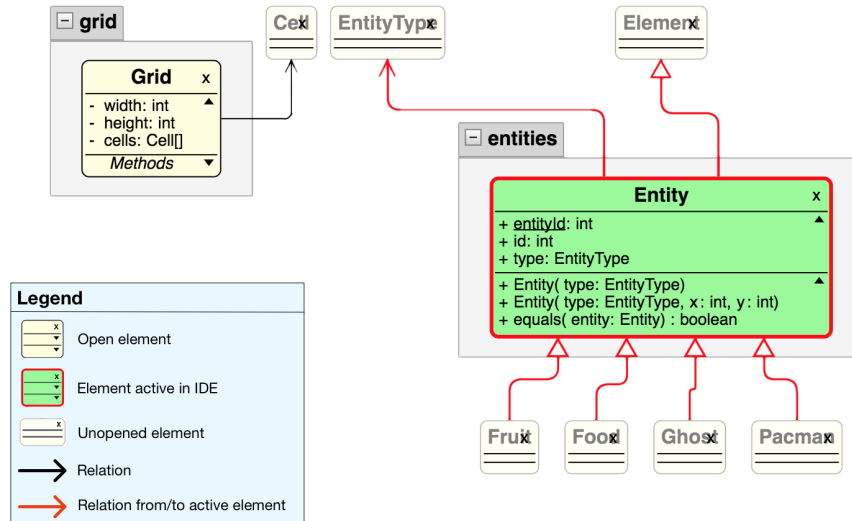 grid
Cell x
EntityType x
Element x
Grid x
- width: int
- height: int
- cells: Cell[]
Methods
entities
Entity x
+ entityId: int
+ id: int
+ type: EntityType
+ Entity( type: EntityType)
+ Entity( type: EntityType, x: int, y: int)
+ equals( entity: Entity) : boolean
Fruit x
Food x
Ghost x
Pacman x
Legend
x Open element
x Element active in IDE
x Unopened element
Relation
Relation from/to active element